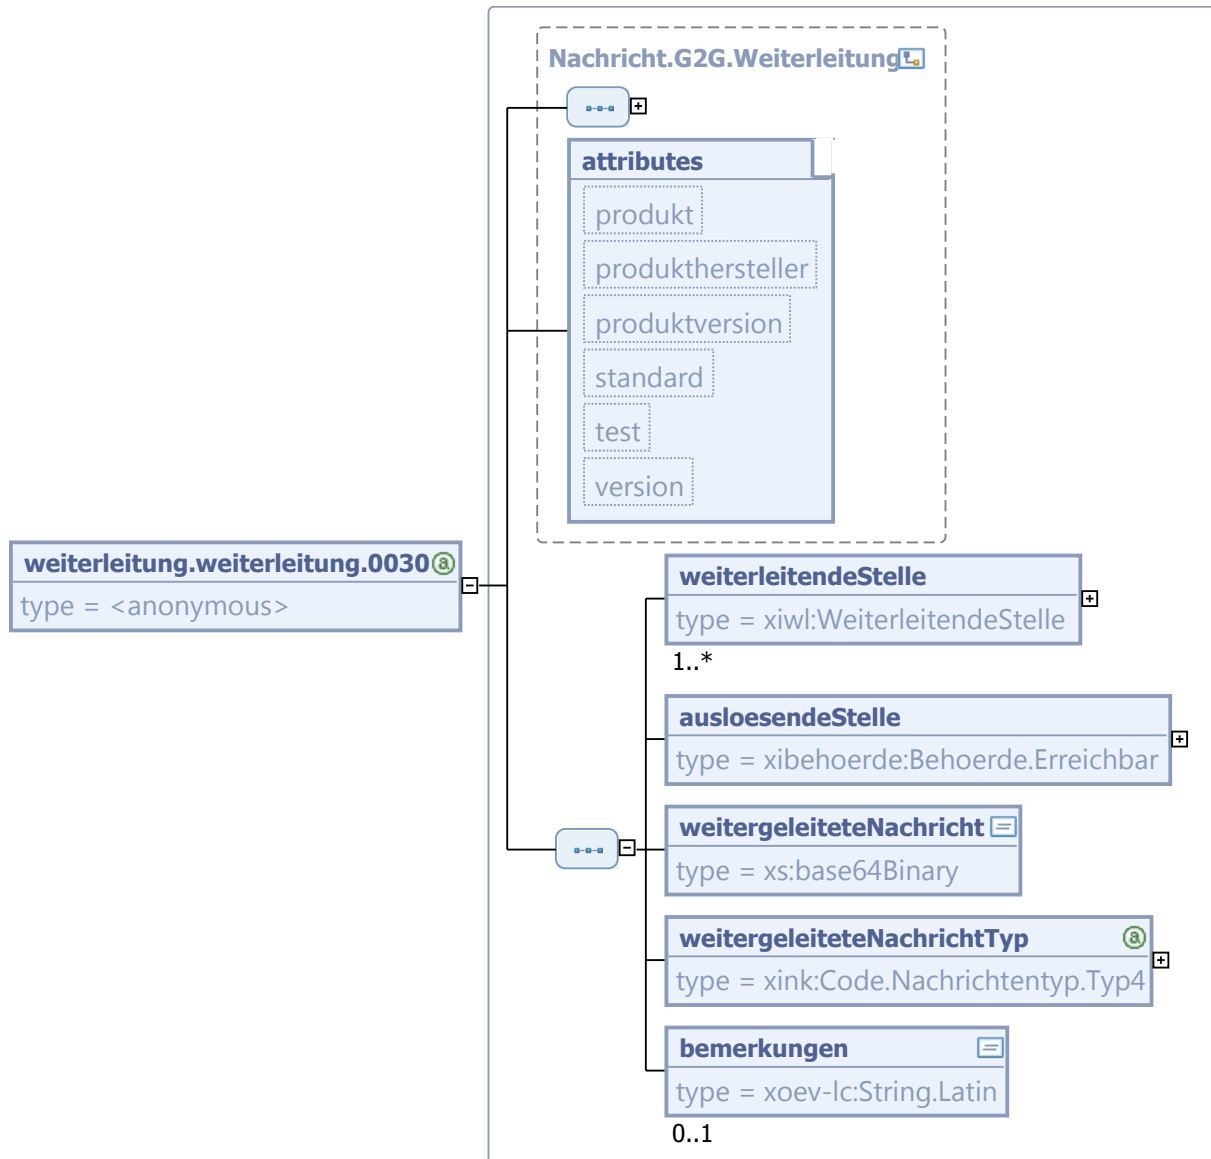 Nachricht.G2G.Weiterleitung
attributes
produkt
produkthersteller
produktversion
standard
test
version
weiterleitung.weiterleitung.0030
type = <anonymous>
weiterleitendeStelle
type = xiwl:WeiterleitendeStelle
1..*
ausloesendeStelle
type = xibehoerde:Behoerde.Erreichbar
weitergeleiteteNachricht
type = xs:base64Binary
weitergeleiteteNachrichtTyp
type = xink:Code.Nachrichtentyp.Typ4
bemerkungen
type = xoev-lc:String.Latin
0..1